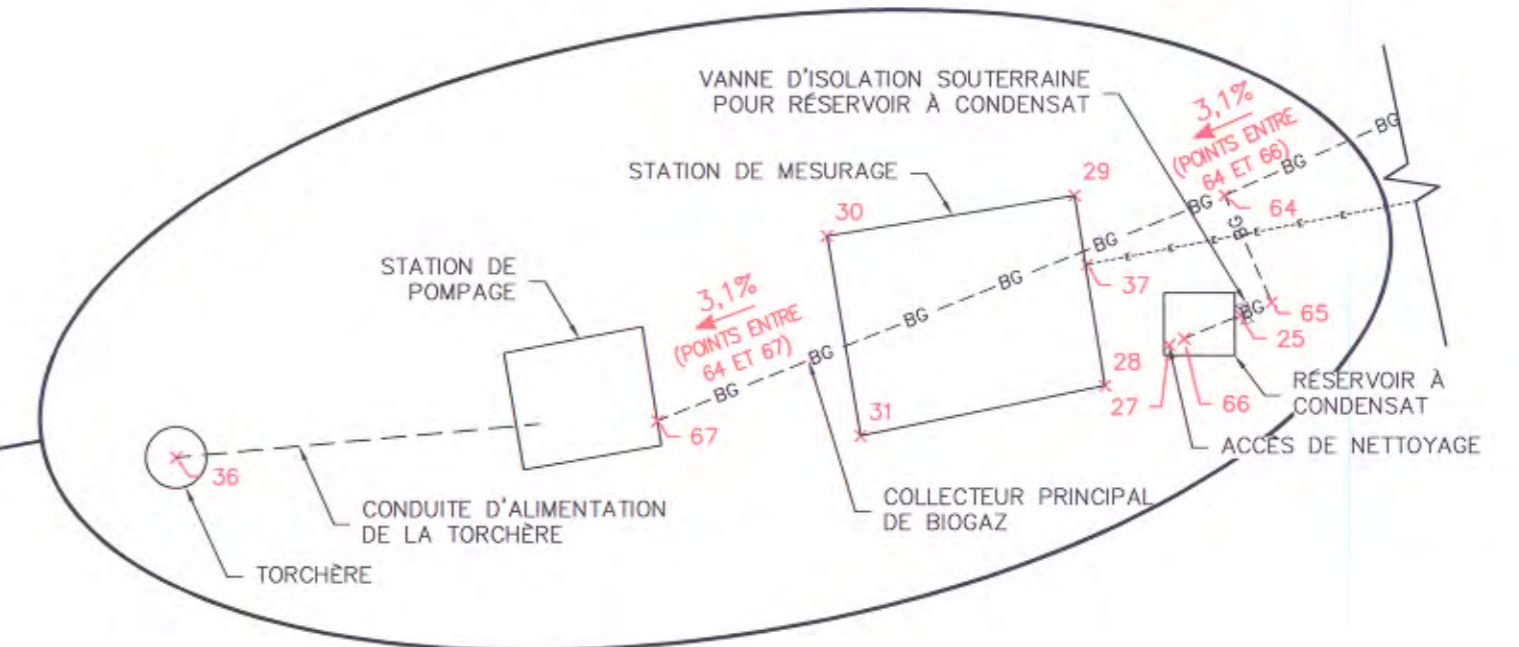 VANNE D'ISOLATION SOUTERRAINE
POUR RÉSERVOIR À CONDENSAT
3,1%
(POINTS ENTRE
64 ET 66)
BG
BG
STATION DE MESURAGE
29
BG
64
30
BG
BG
STATION DE
POMPAGE
BG
37
3,1%
(POINTS ENTRE
64 ET 67)
BG
BG
65
25
BG
BG
28
27
66
RÉSERVOIR À
CONDENSAT
31
67
ACCÈS DE NETTOYAGE
36
CONDUITE D'ALIMENTATION
DE LA TORCHÈRE
COLLECTEUR PRINCIPAL
DE BIOGAZ
TORCHÈRE